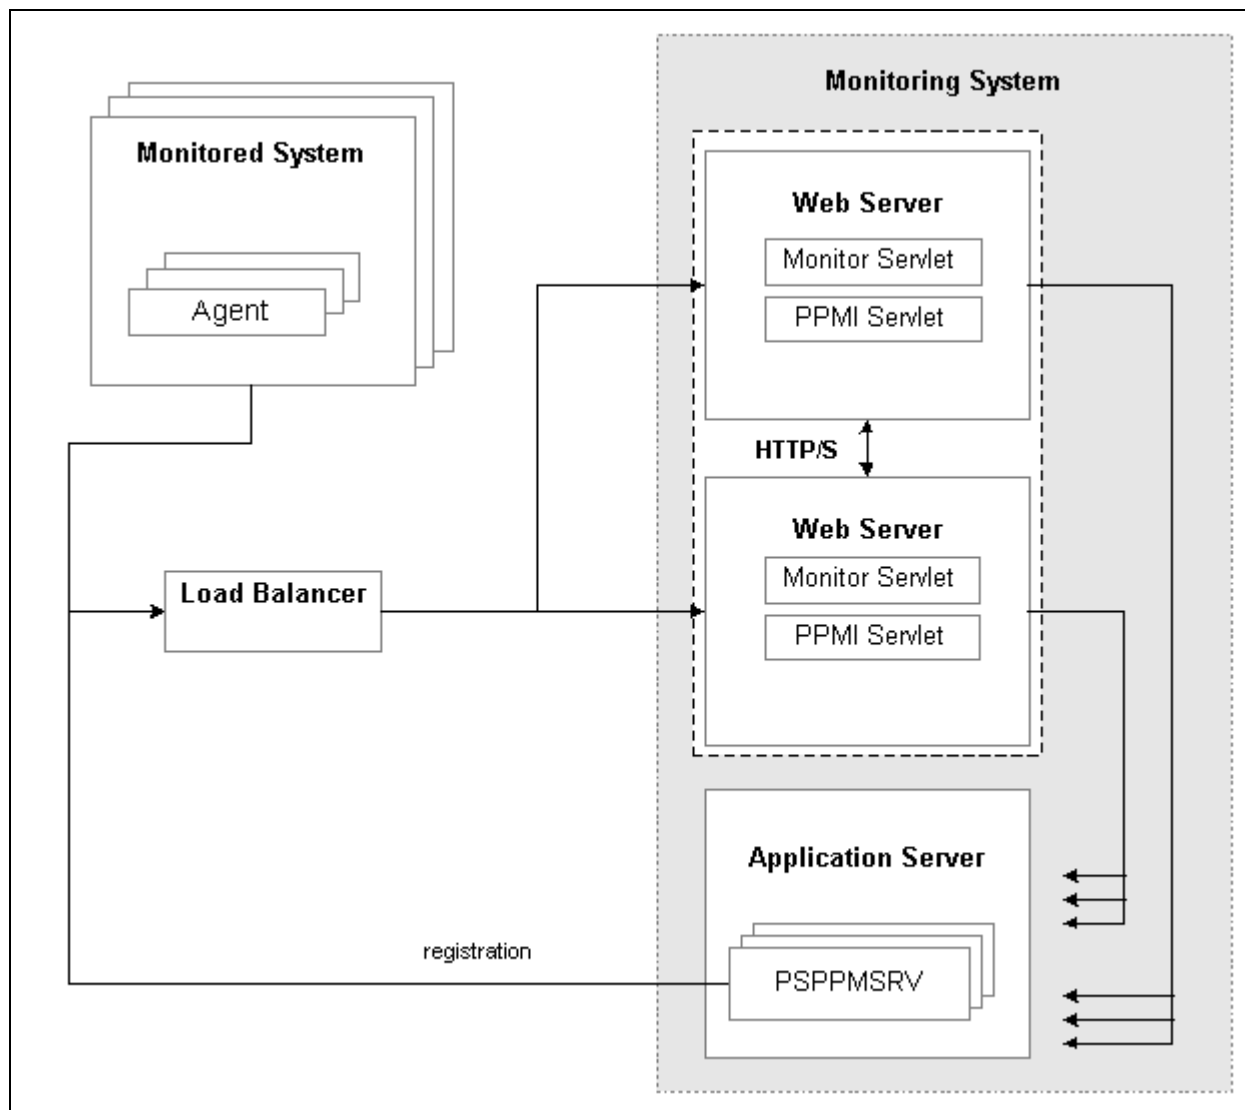 Monitoring System
Monitored System
Agent
Web Server
Monitor Servlet
PPMI Servlet
HTTP/S
Web Server
Monitor Servlet
PPMI Servlet
Load Balancer
Application Server
PSPPMSRV
registration